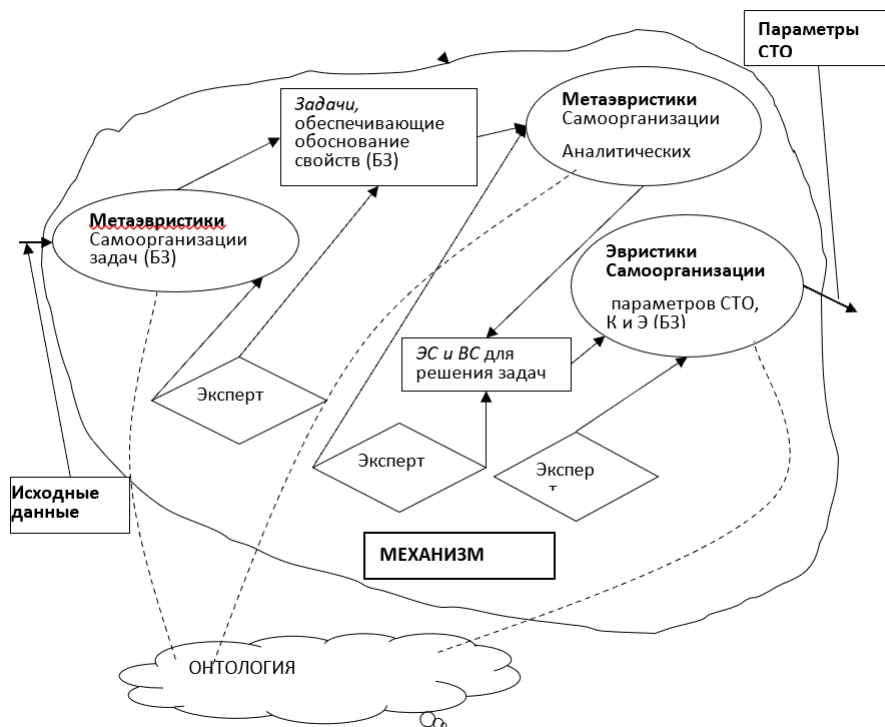 Параметры
СТО
Задачи,
обеспечивающие
обоснование
свойств (БЗ)
Метаэвристики
Самоорганизации
Аналитических
Метаэвристики
Самоорганизации
задач (БЗ)
Эвристики
Самоорганизации
параметров СТО,
К и Э (БЗ)
ЭС и ВС для
решения задач
Эксперт
Эксперт
Экспер
т
Исходные
данные
МЕХАНИЗМ
ОНТОЛОГИЯ